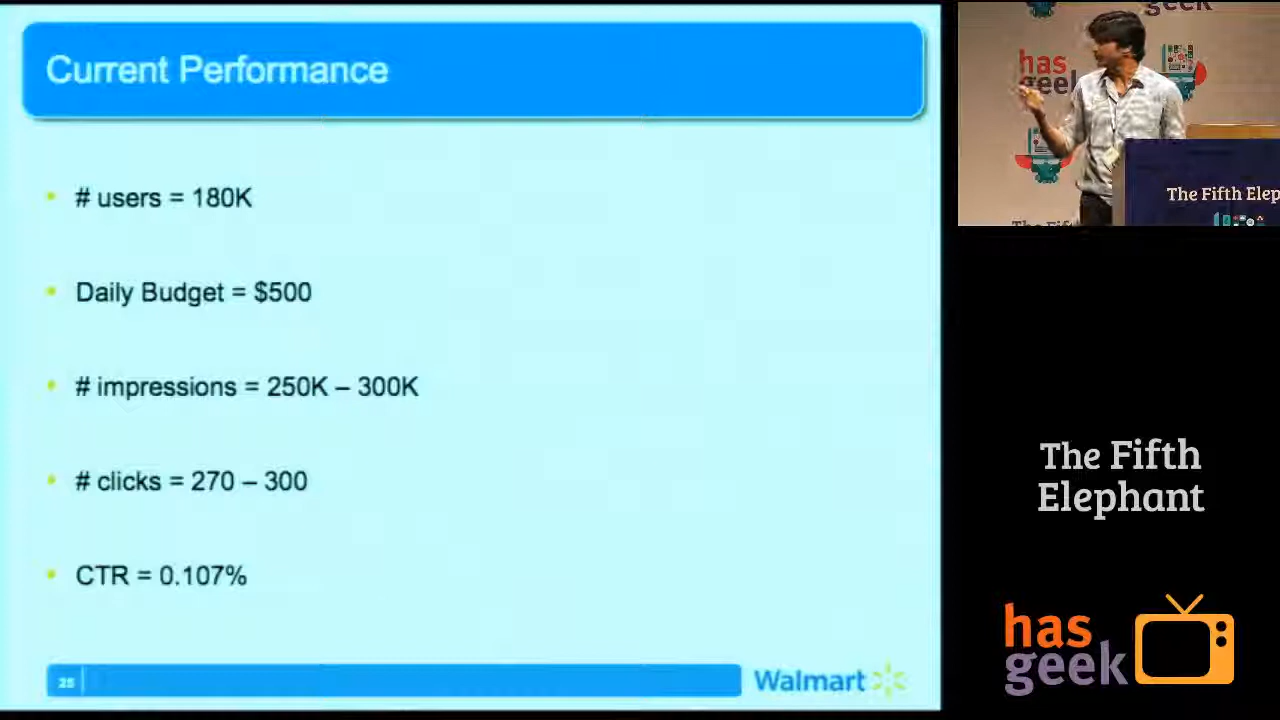 Current Performance
• # users = 180K
• Daily Budget = $500
• # impressions = 250K – 300K
• # clicks = 270 – 300
• CTR = 0.107%
Walmart
geek
has
geek
The Fifth Elep
The Fifth
Elephant
has
geek